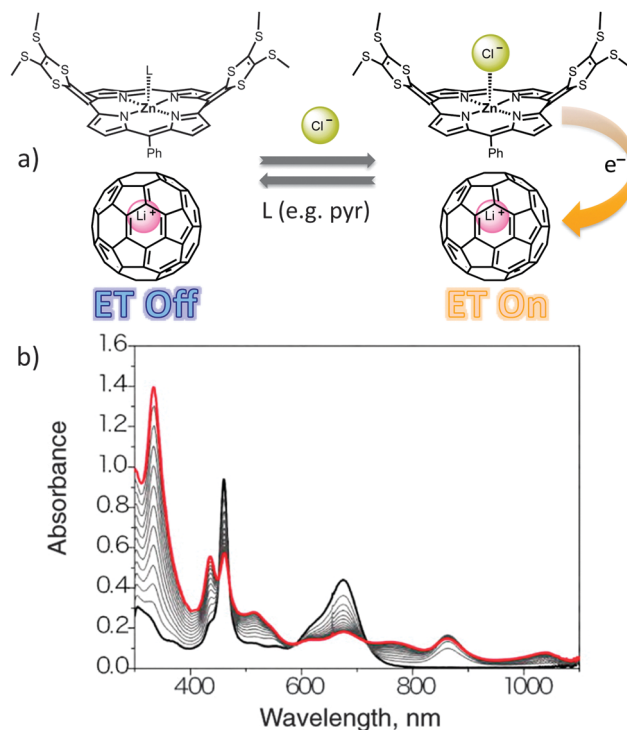 S S S S
S S S S
L
Cl⁻
N N Zn N N
N N Zn N N
Ph
Ph
Cl⁻
a)
e⁻
L (e.g. pyr)
Li⁺
Li⁺
ET Off
ET On
b)
1.6
1.4
1.2
1.0
0.8
0.6
0.4
0.2
0.0
Absorbance
400 600 800 1000
Wavelength, nm